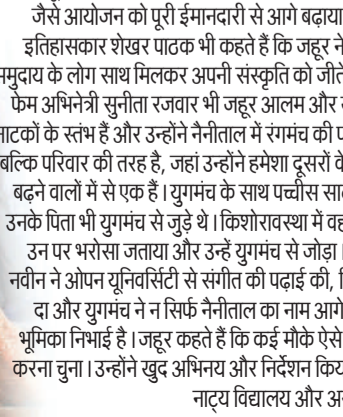 जैसे आयोजन को पूरी ईमानदारी से आगे बढ़ाया
इतिहासकार शेखर पाठक भी कहते हैं कि जहूर ने
समुदाय के लोग साथ मिलकर अपनी संस्कृति को जीते
फेम अभिनेत्री सुनीता रजवार भी जहूर आलम और
नाटकों के स्तंभ हैं और उन्होंने नैनीताल में रंगमंच की
बल्कि परिवार की तरह है, जहां उन्होंने हमेशा दूसरों
बढ़ने वालों में से एक हैं। युगमंच के साथ पच्चीस
उनके पिता भी युगमंच से जुड़े थे। किशोरावस्था में
उन पर भरोसा जताया और उन्हें युगमंच से जोड़ा।
नवीन ने ओपन यूनिवर्सिटी से संगीत की पढ़ाई की,
दा और युगमंच ने न सिर्फ नैनीताल का नाम आगे
भूमिका निभाई है। जहूर कहते हैं कि कई मौके ऐसे
करना चुना। उन्होंने खुद अभिनय और निर्देशन
नाट्य विद्यालय और